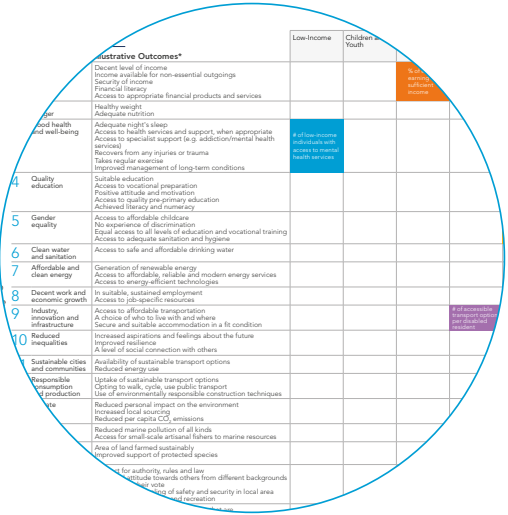 Low-Income
Children a
Youth
llustrative Outcomes*
Decent level of income
Income available for non-essential outgoings
Security of income
Financial literacy
Access to appropriate financial products and services
% of
earning
sufficient
income
ger
Healthy weight
Adequate nutrition
ood health
and well-being
Adequate night's sleep
Access to health services and support, when appropriate
Access to specialist support (e.g. addiction/mental health
services)
Recovers from any injuries or trauma
Takes regular exercise
Improved management of long-term conditions
# of low-income
individuals with
access to mental
health services
4 Quality
education
Suitable education
Access to vocational preparation
Positive attitude and motivation
Access to quality pre-primary education
Achieved literacy and numeracy
5 Gender
equality
Access to affordable childcare
No experience of discrimination
Equal access to all levels of education and vocational training
Access to adequate sanitation and hygiene
6 Clean water
and sanitation
Access to safe and affordable drinking water
7 Affordable and
clean energy
Generation of renewable energy
Access to affordable, reliable and modern energy services
Access to energy-efficient technologies
8 Decent work and
economic growth
In suitable, sustained employment
Access to job-specific resources
9 Industry,
innovation and
infrastructure
Access to affordable transportation
A choice of who to live with and where
Secure and suitable accommodation in a fit condition
# of accessible
transport option
per disabled
resident
10 Reduced
inequalities
Increased aspirations and feelings about the future
Improved resilience
A level of social connection with others
1 Sustainable cities
and communities
Availability of sustainable transport options
Reduced energy use
Responsible
onsumption
d production
Uptake of sustainable transport options
Opting to walk, cycle, use public transport
Use of environmentally responsible construction techniques
ate
Reduced personal impact on the environment
Increased local sourcing
Reduced per capita CO₂ emissions
Reduced marine pollution of all kinds
Access for small-scale artisanal fishers to marine resources
Area of land farmed sustainably
Improved support of protected species
t for authority, rules and law
attitude towards others from different backgrounds
eir vote
ling of safety and security in local area
and recreation